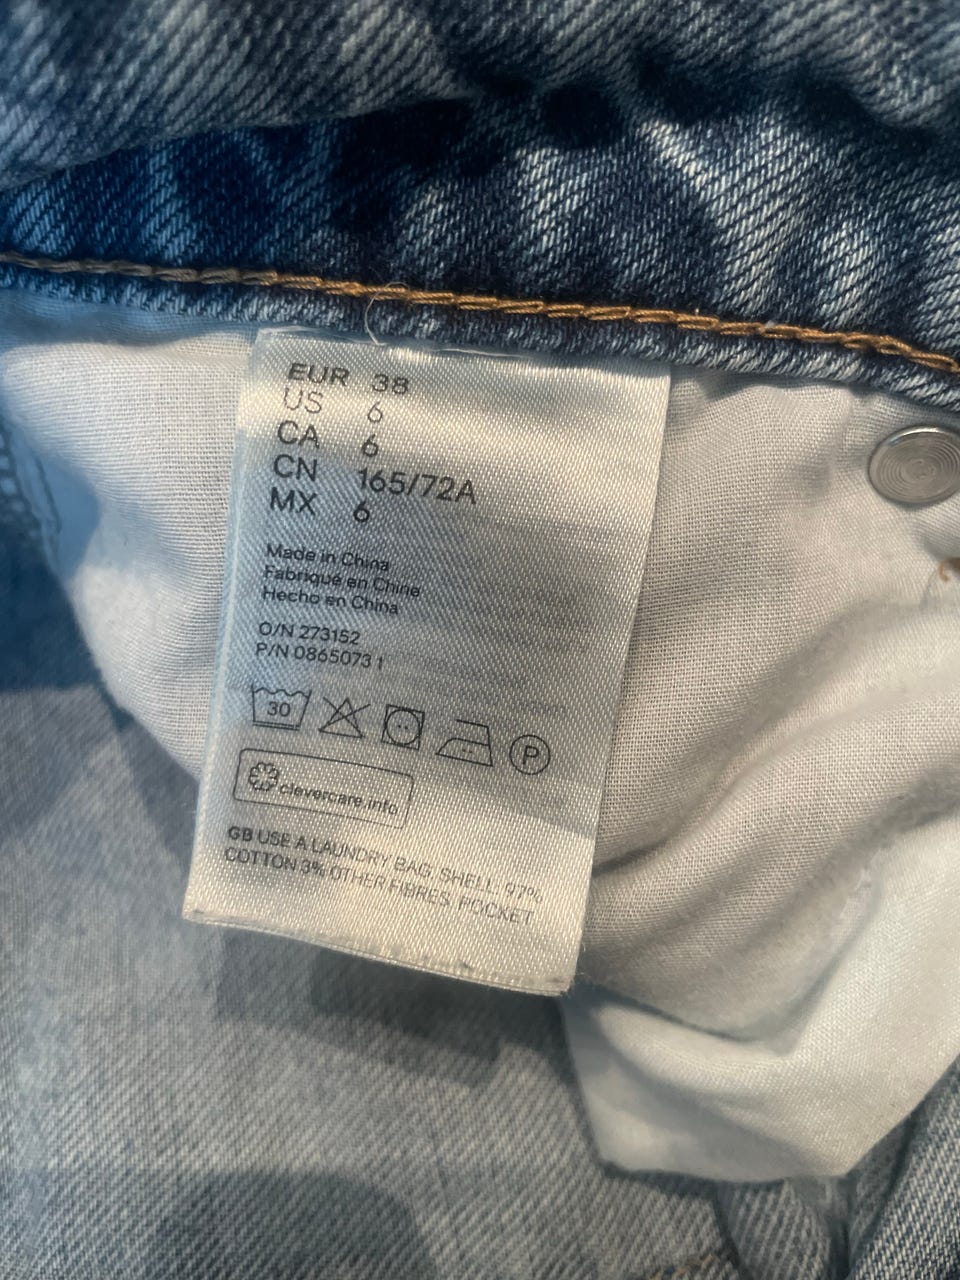 EUR 38
US 6
CA 6
CN 165/72A
MX 6
Made in China
Fabriqué en Chine
Hecho en China
O/N 273152
P/N 08650731
30
P
clevercare.info
GB USE A LAUNDRY BAG, SHELL: 97%
COTTON 3% OTHER FIBRES, POCKET